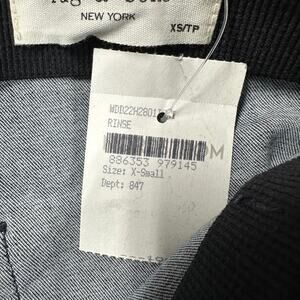 NEW YORK
XS/TP
RINSE
M
886353 979145
Size: X-Small
Dept: 847